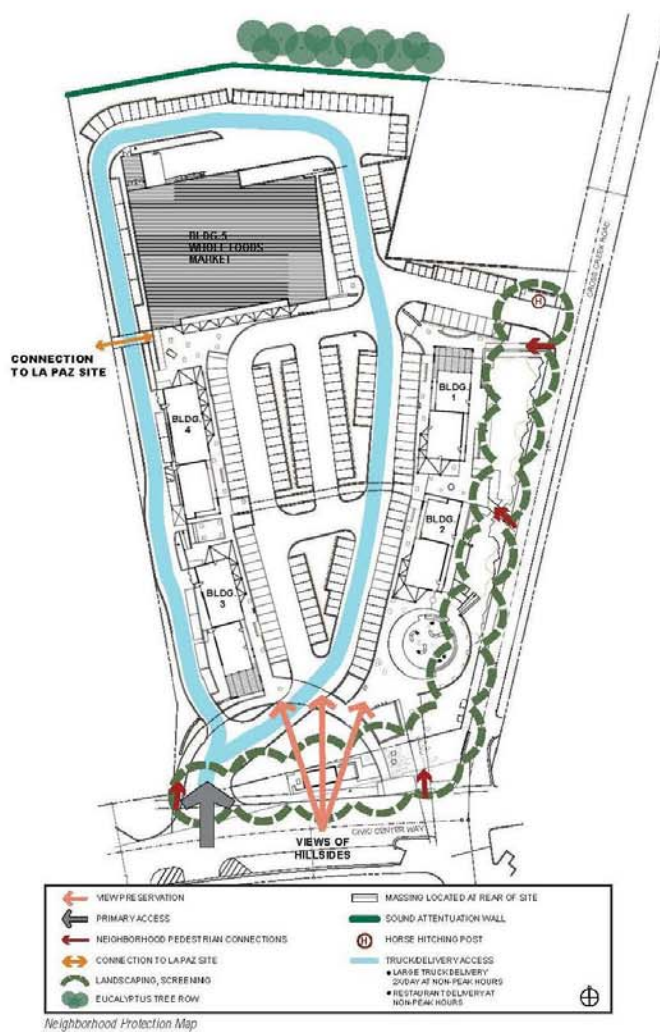 BLDG.5
WHOLE FOODS
MARKET
CROSS CREEK ROAD
H
CONNECTION
TO LA PAZ SITE
BLDG.
1
BLDG.
4
BLDG.
2
BLDG.
3
CIVIC CENTER WAY
VIEWS OF
HILLSIDES
VIEW PRESERVATION
PRIMARY ACCESS
NEIGHBORHOOD PEDESTRIAN CONNECTIONS
CONNECTION TO LA PAZ SITE
LANDSCAPING, SCREENING
EUCALYPTUS TREE ROW
MASSING LOCATED AT REAR OF SITE
SOUND ATTENUATION WALL
H HORSE HITCHING POST
TRUCK/DELIVERY ACCESS
• LARGE TRUCK DELIVERY
2X/DAY AT NON-PEAK HOURS
• RESTAURANT DELIVERY AT
NON-PEAK HOURS
Neighborhood Protection Map